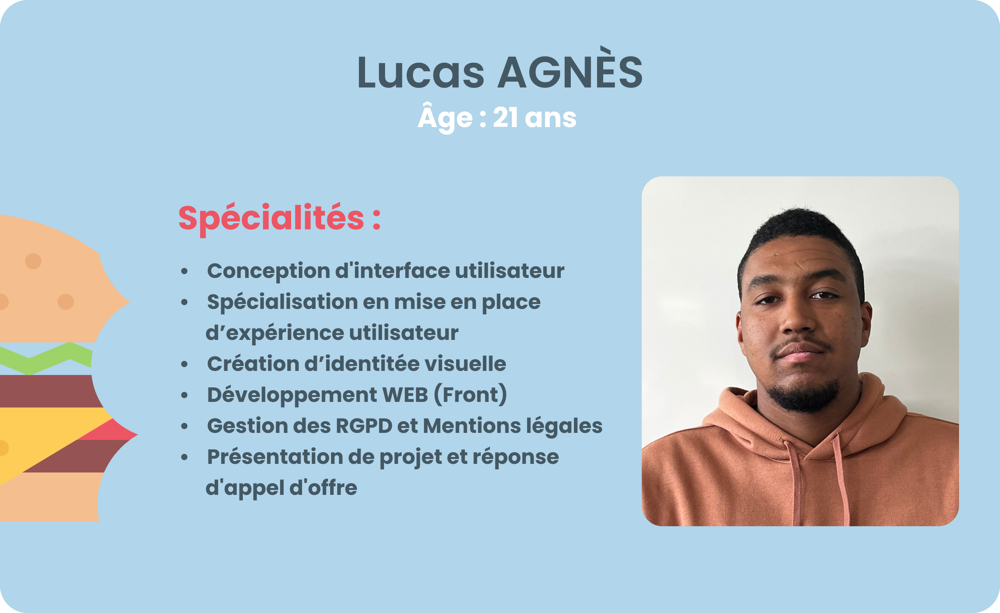 Lucas AGNÈS
Âge : 21 ans
Spécialités :
• Conception d'interface utilisateur
• Spécialisation en mise en place
d’expérience utilisateur
• Création d’identitée visuelle
• Développement WEB (Front)
• Gestion des RGPD et Mentions légales
• Présentation de projet et réponse
d'appel d'offre